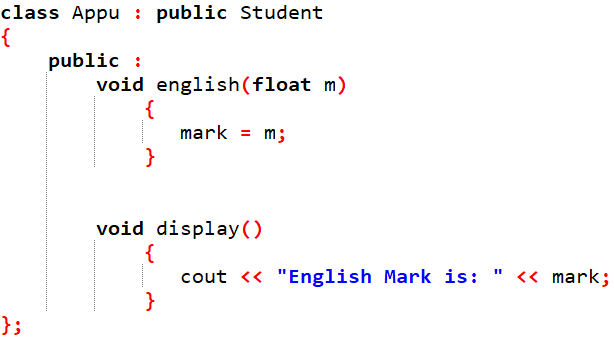 class Appu : public Student
{
public :
void english(float m)
{
mark = m;
}
void display()
{
cout << "English Mark is: " << mark;
}
};